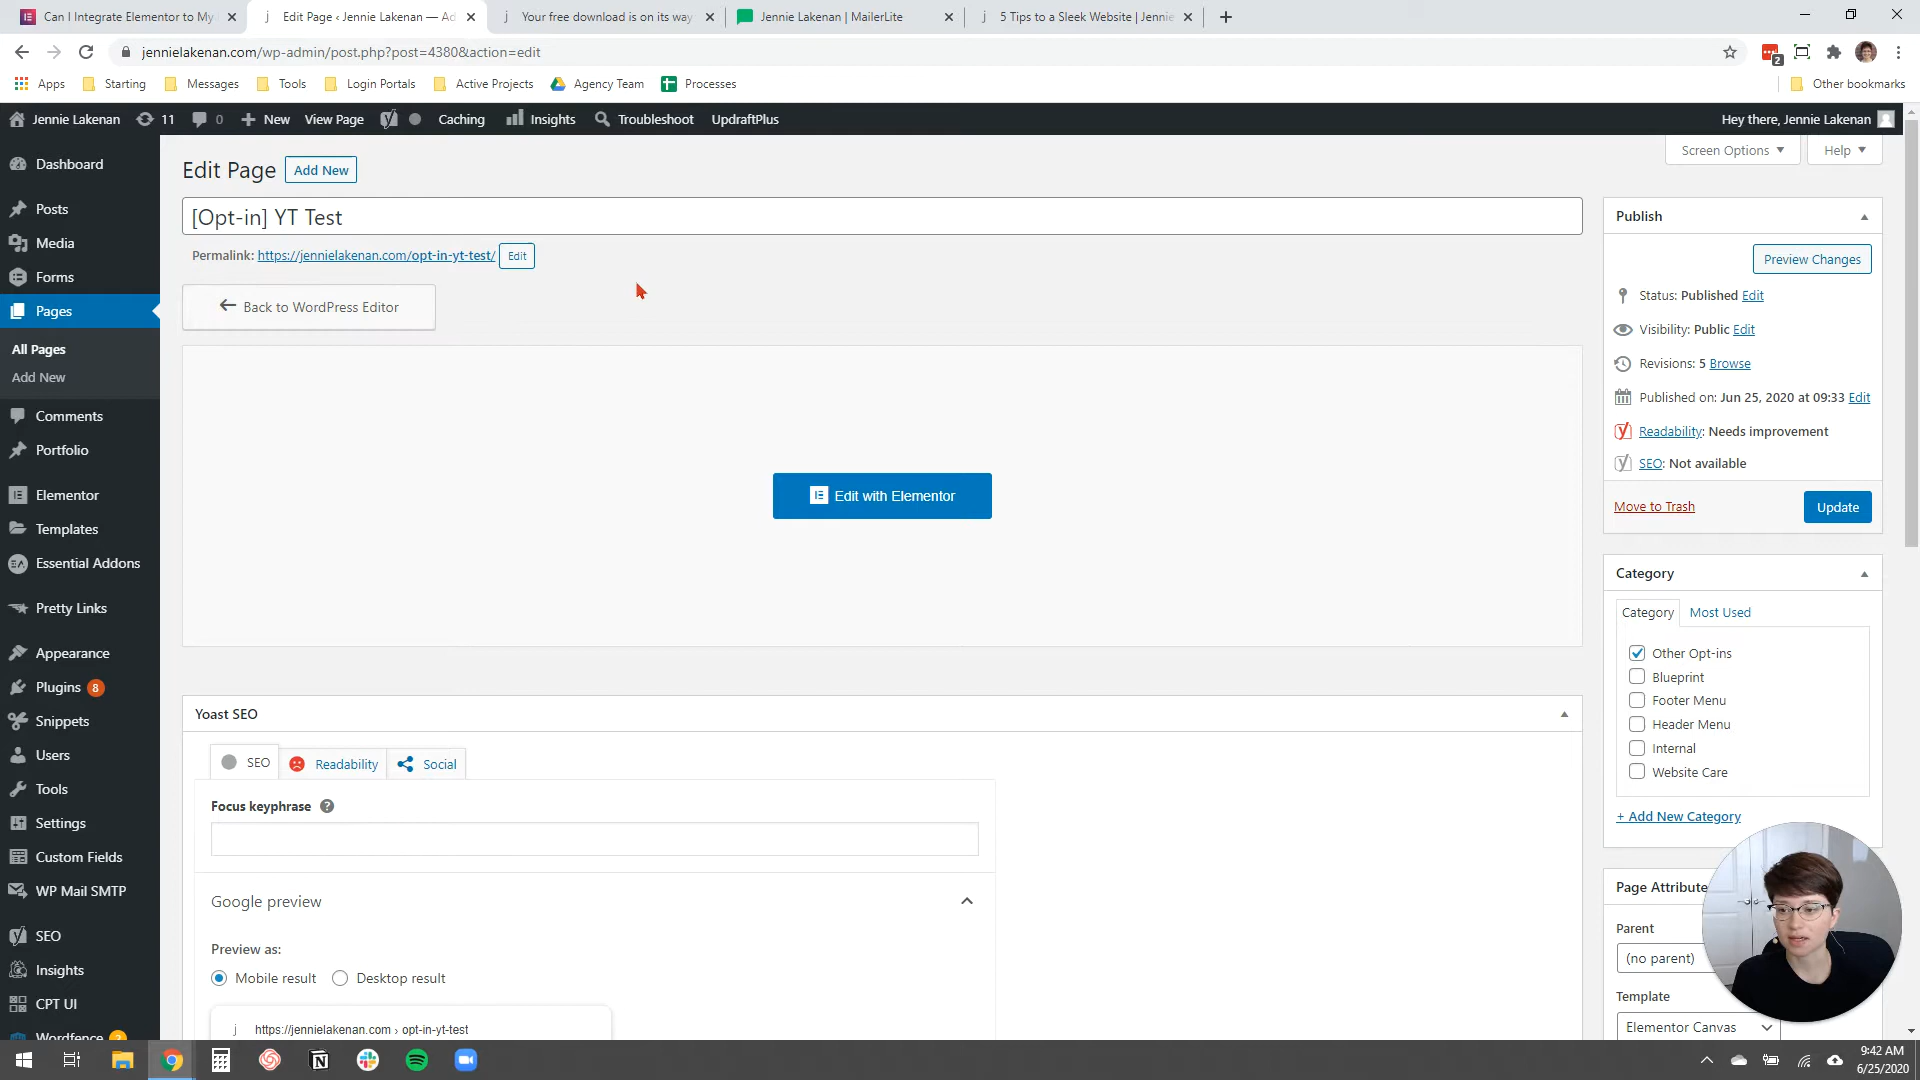 Can I Integrate Elementor to My
Edit Page ‹ Jennie Lakenan — Ad
Your free download is on its way
Jennie Lakenan | MailerLite
5 Tips to a Sleek Website | Jennie
jennielakenan.com/wp-admin/post.php?post=4380&action=edit
2
Apps
Starting
Messages
Tools
Login Portals
Active Projects
Agency Team
Processes
Other bookmarks
Jennie Lakenan
11
0
New
View Page
Caching
Insights
Troubleshoot
UpdraftPlus
Hey there, Jennie Lakenan
Dashboard
Posts
Media
Forms
Pages
All Pages
Add New
Comments
Portfolio
Elementor
Templates
Essential Addons
Pretty Links
Appearance
Plugins 8
Snippets
Users
Tools
Settings
Custom Fields
WP Mail SMTP
SEO
Insights
CPT UI
Wordfence
Screen Options
Help
Edit Page
Add New
[Opt-in] YT Test
Permalink: https://jennielakenan.com/opt-in-yt-test/ Edit
Back to WordPress Editor
Edit with Elementor
Yoast SEO
SEO
Readability
Social
Focus keyphrase
Google preview
Preview as:
Mobile result
Desktop result
https://jennielakenan.com › opt-in-yt-test
Publish
Preview Changes
Status: Published Edit
Visibility: Public Edit
Revisions: 5 Browse
Published on: Jun 25, 2020 at 09:33 Edit
Readability: Needs improvement
SEO: Not available
Move to Trash
Update
Category
Category
Most Used
Other Opt-ins
Blueprint
Footer Menu
Header Menu
Internal
Website Care
+ Add New Category
Page Attribute
Parent
(no parent)
Template
Elementor Canvas
9:42 AM
6/25/2020